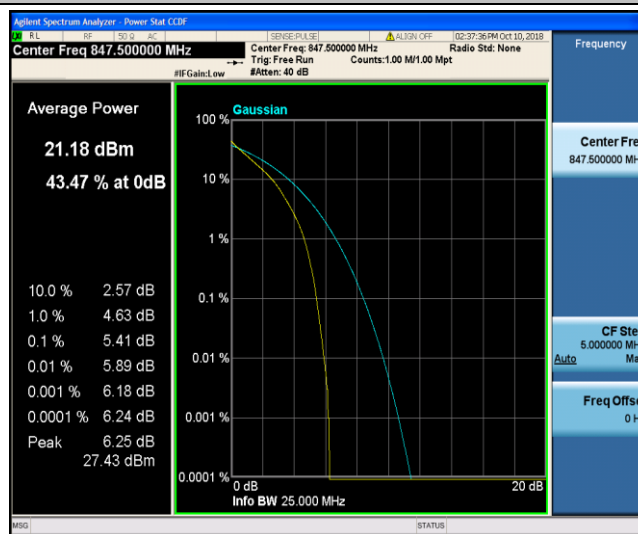 Agilent Spectrum Analyzer - Power Stat CCDF
RL RF 50 Ω AC SENSE:PULSE ALIGN OFF 02:37:36 PM Oct 10, 2018
Center Freq 847.500000 MHz
Center Freq: 847.500000 MHz Radio Std: None
Trig: Free Run Counts:1.00 M/1.00 Mpt
#IFGain:Low #Atten: 40 dB
Frequency
Average Power
21.18 dBm
43.47 % at 0dB
10.0 % 2.57 dB
1.0 % 4.63 dB
0.1 % 5.41 dB
0.01 % 5.89 dB
0.001 % 6.18 dB
0.0001 % 6.24 dB
Peak 6.25 dB
27.43 dBm
Gaussian
100 %
10 %
1 %
0.1 %
0.01 %
0.001 %
0.0001 %
0 dB 20 dB
Info BW 25.000 MHz
Center Fre
847.500000 MH
CF Ste
5.000000 MH
Auto Ma
Freq Offse
0 H
MSG STATUS